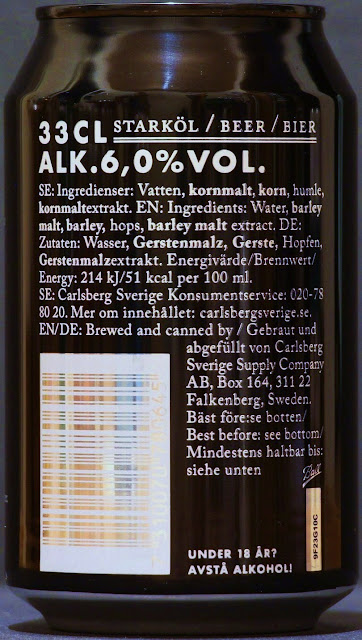 33CL STARKÖL / BEER / BIER
ALK.6,0%VOL.
SE: Ingredienser: Vatten, kornmalt, korn, humle,
kornmaltextrakt. EN: Ingredients: Water, barley
malt, barley, hops, barley malt extract. DE:
Zutaten: Wasser, Gerstenmalz, Gerste, Hopfen,
Gerstenmalzextrakt. Energivärde/Brennwert/
Energy: 214 kJ/51 kcal per 100 ml.
SE: Carlsberg Sverige Konsumentservice: 020-78
80 20. Mer om innehållet: carlsbergsverige.se.
EN/DE: Brewed and canned by / Gebraut und
abgefüllt von Carlsberg
Sverige Supply Company
AB, Box 164, 311 22
Falkenberg, Sweden.
Bäst före:se botten/
Best before: see bottom/
Mindestens haltbar bis:
siehe unten
Ball
9F23G10C
UNDER 18 ÅR?
AVSTÅ ALKOHOL!